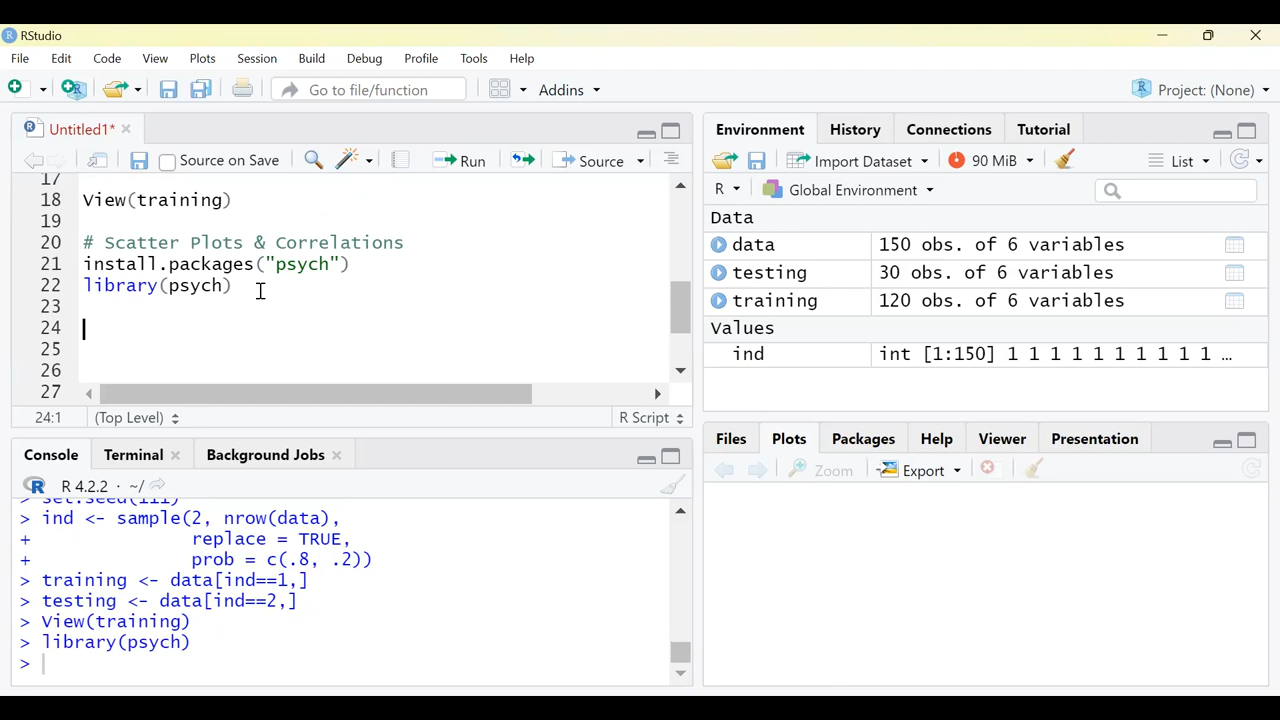 RStudio
File Edit Code View Plots Session Build Debug Profile Tools Help
Go to file/function Addins Project: (None)
Untitled1*
Source on Save Run Source
17
18 View(training)
19
20 # Scatter Plots & Correlations
21 install.packages("psych")
22 library(psych)
23
24
25
26
27
24:1 (Top Level) R Script
Console Terminal Background Jobs
R 4.2.2 · ~/
> set.seed(111)
> ind <- sample(2, nrow(data),
+ replace = TRUE,
+ prob = c(.8, .2))
> training <- data[ind==1,]
> testing <- data[ind==2,]
> View(training)
> library(psych)
>
Environment History Connections Tutorial
Import Dataset 90 MiB List
R Global Environment
Data
data 150 obs. of 6 variables
testing 30 obs. of 6 variables
training 120 obs. of 6 variables
Values
ind int [1:150] 1 1 1 1 1 1 1 1 1 1 …
Files Plots Packages Help Viewer Presentation
Zoom Export